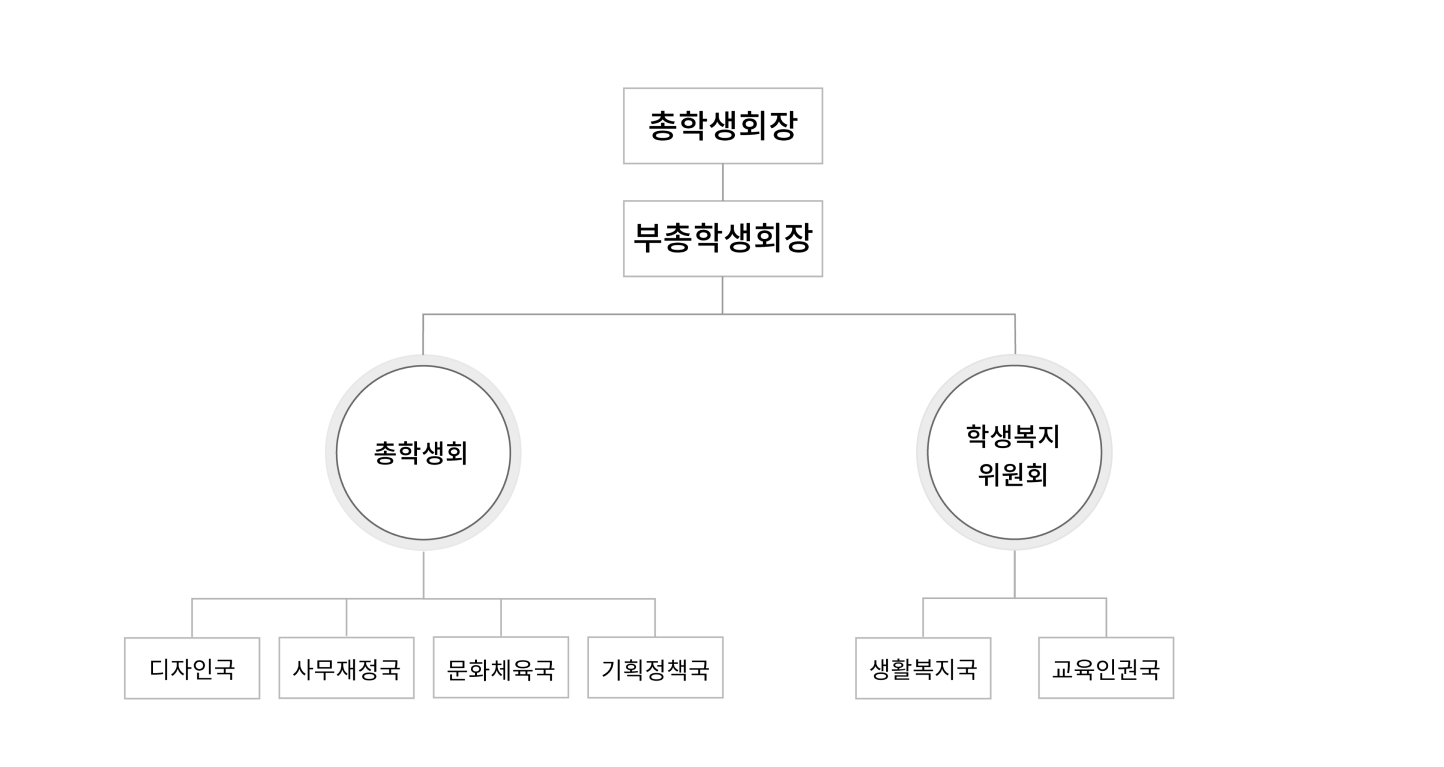 총학생회장
부총학생회장
총학생회
학생복지
위원회
디자인국
사무재정국
문화체육국
기획정책국
생활복지국
교육인권국